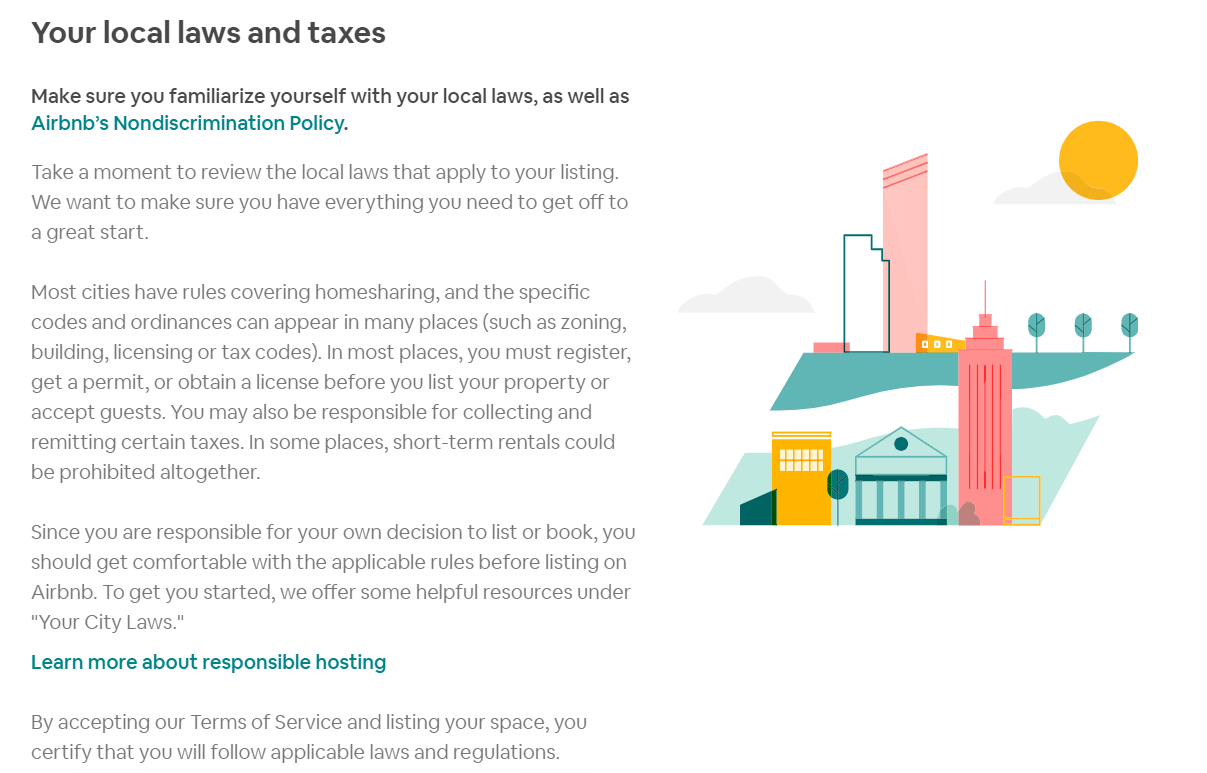 Your local laws and taxes
Make sure you familiarize yourself with your local laws, as well as
Airbnb’s Nondiscrimination Policy.
Take a moment to review the local laws that apply to your listing.
We want to make sure you have everything you need to get off to
a great start.
Most cities have rules covering homesharing, and the specific
codes and ordinances can appear in many places (such as zoning,
building, licensing or tax codes). In most places, you must register,
get a permit, or obtain a license before you list your property or
accept guests. You may also be responsible for collecting and
remitting certain taxes. In some places, short-term rentals could
be prohibited altogether.
Since you are responsible for your own decision to list or book, you
should get comfortable with the applicable rules before listing on
Airbnb. To get you started, we offer some helpful resources under
"Your City Laws."
Learn more about responsible hosting
By accepting our Terms of Service and listing your space, you
certify that you will follow applicable laws and regulations.